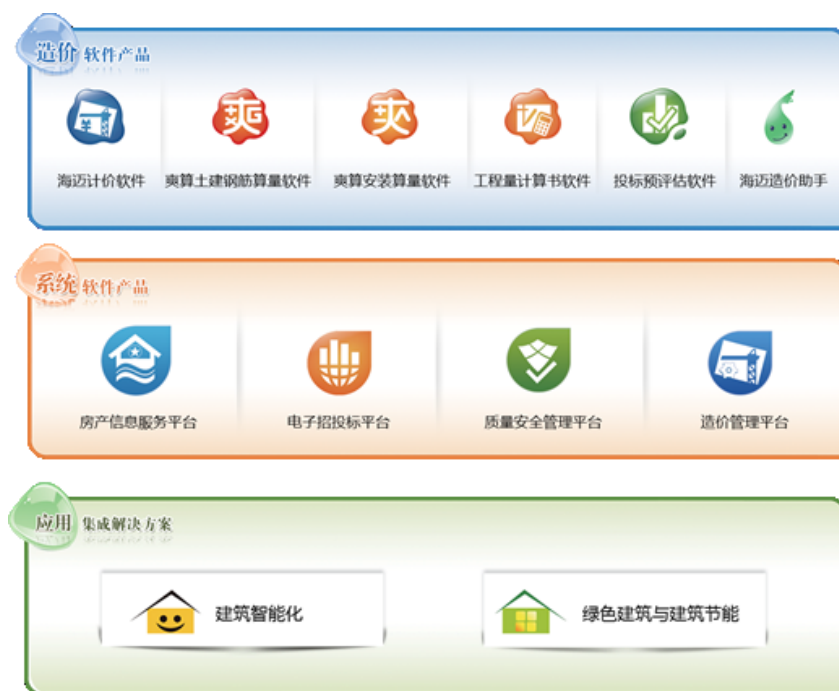 造价 软件产品
爽 爽
海迈计价软件 爽算土建钢筋算量软件 爽算安装算量软件 工程量计算书软件 投标预评估软件 海迈造价助手
系统 软件产品
房产信息服务平台 电子招投标平台 质量安全管理平台 造价管理平台
应用 集成解决方案
建筑智能化 绿色建筑与建筑节能